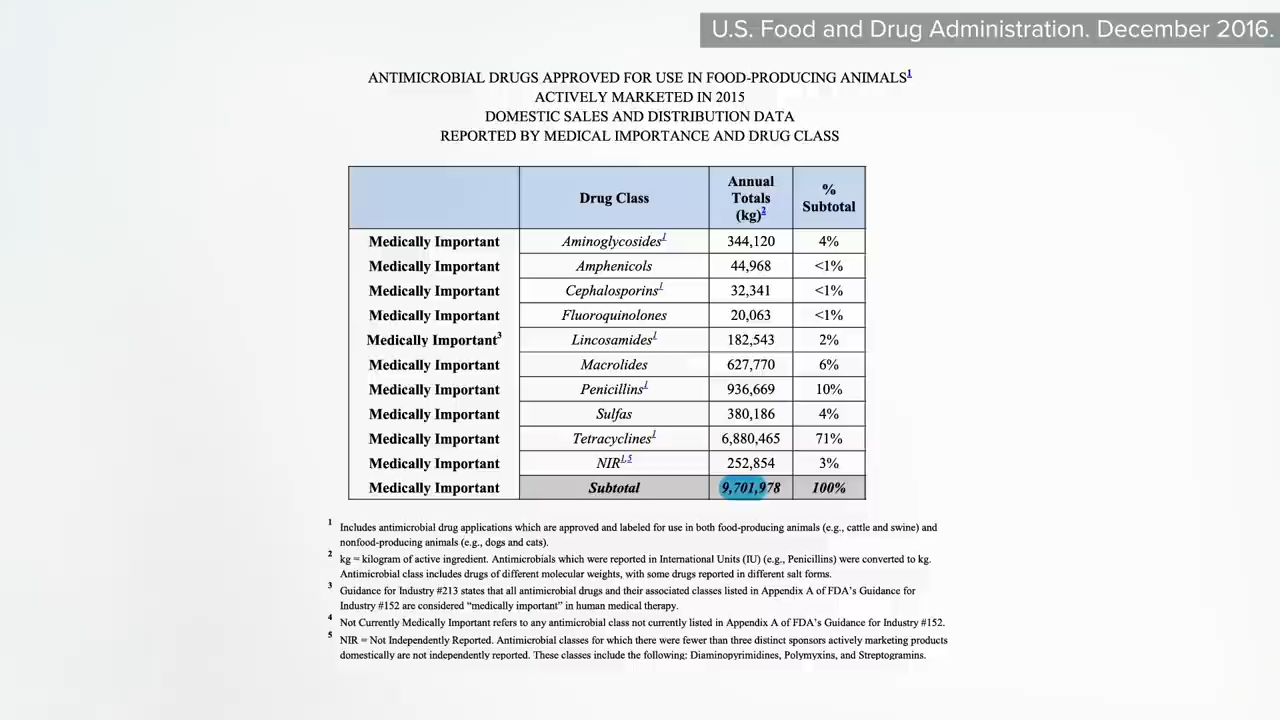 U.S. Food and Drug Administration. December 2016.
ANTIMICROBIAL DRUGS APPROVED FOR USE IN FOOD-PRODUCING ANIMALS1
ACTIVELY MARKETED IN 2015
DOMESTIC SALES AND DISTRIBUTION DATA
REPORTED BY MEDICAL IMPORTANCE AND DRUG CLASS
Drug Class Annual Totals (kg)2 % Subtotal
Medically Important Aminoglycosides1 344,120 4%
Medically Important Amphenicols 44,968 <1%
Medically Important Cephalosporins1 32,341 <1%
Medically Important Fluoroquinolones 20,063 <1%
Medically Important3 Lincosamides1 182,543 2%
Medically Important Macrolides 627,770 6%
Medically Important Penicillins1 936,669 10%
Medically Important Sulfas 380,186 4%
Medically Important Tetracyclines1 6,880,465 71%
Medically Important NIR1,5 252,854 3%
Medically Important Subtotal 9,701,978 100%
1 Includes antimicrobial drug applications which are approved and labeled for use in both food-producing animals (e.g., cattle and swine) and
nonfood-producing animals (e.g., dogs and cats).
2 kg = kilogram of active ingredient. Antimicrobials which were reported in International Units (IU) (e.g., Penicillins) were converted to kg.
Antimicrobial class includes drugs of different molecular weights, with some drugs reported in different salt forms.
3 Guidance for Industry #213 states that all antimicrobial drugs and their associated classes listed in Appendix A of FDA's Guidance for
Industry #152 are considered "medically important" in human medical therapy.
4 Not Currently Medically Important refers to any antimicrobial class not currently listed in Appendix A of FDA's Guidance for Industry #152.
5 NIR = Not Independently Reported. Antimicrobial classes for which there were fewer than three distinct sponsors actively marketing products
domestically are not independently reported. These classes include the following: Diaminopyrimidines, Polymyxins, and Streptogramins.